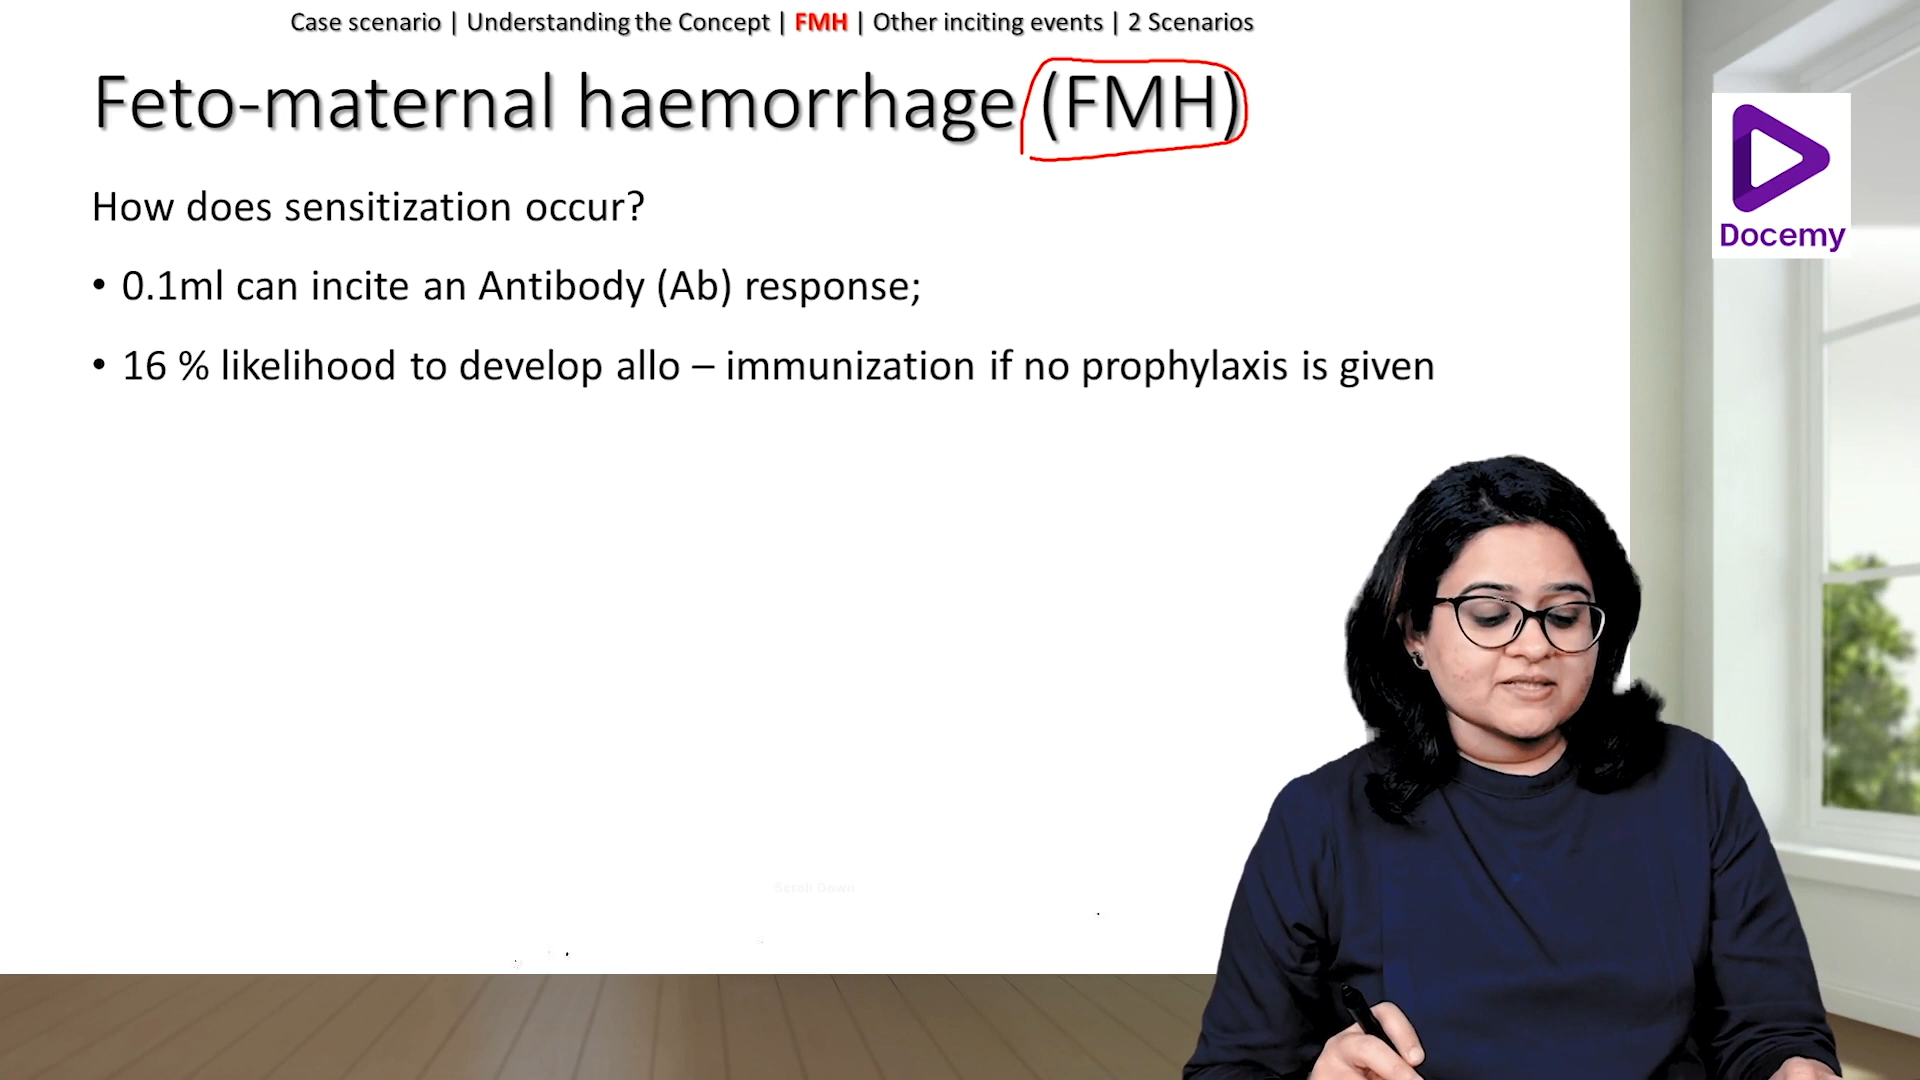 Case scenario | Understanding the Concept | FMH | Other inciting events | 2 Scenarios
Feto-maternal haemorrhage (FMH)
Docemy
How does sensitization occur?
• 0.1ml can incite an Antibody (Ab) response;
• 16 % likelihood to develop allo – immunization if no prophylaxis is given
Scroll Down